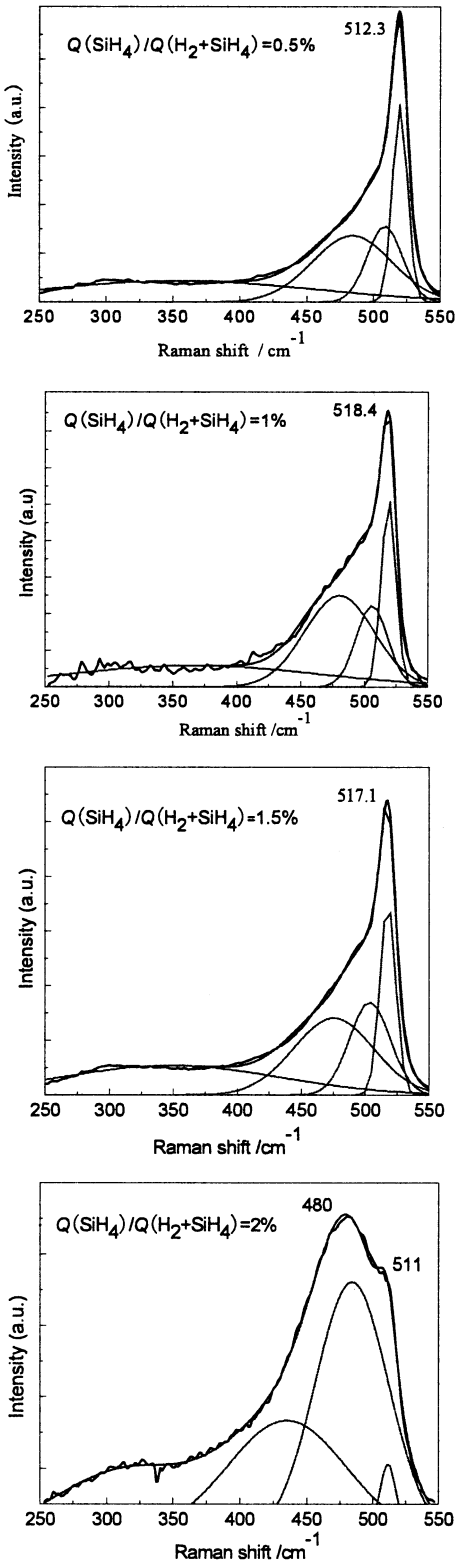 512.3
Q(SiH4)/Q(H2+SiH4)=0.5%
Intensity (a.u.)
250 300 350 400 450 500 550
Raman shift / cm-1
518.4
Q(SiH4)/Q(H2+SiH4)=1%
Intensity (a.u)
250 300 350 400 450 500 550
Raman shift /cm-1
517.1
Q(SiH4)/Q(H2+SiH4)=1.5%
Intensity (a.u.)
250 300 350 400 450 500 550
Raman shift /cm-1
480
Q(SiH4)/Q(H2+SiH4)=2%
511
Intensity (a.u.)
250 300 350 400 450 500 550
Raman shift /cm-1